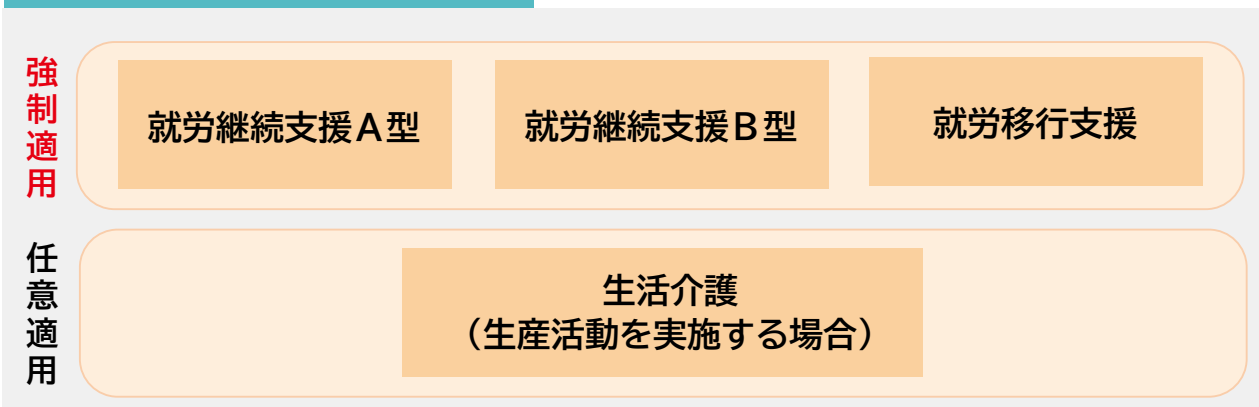 強制適用
就労継続支援A型
就労継続支援B型
就労移行支援
任意適用
生活介護
（生産活動を実施する場合）